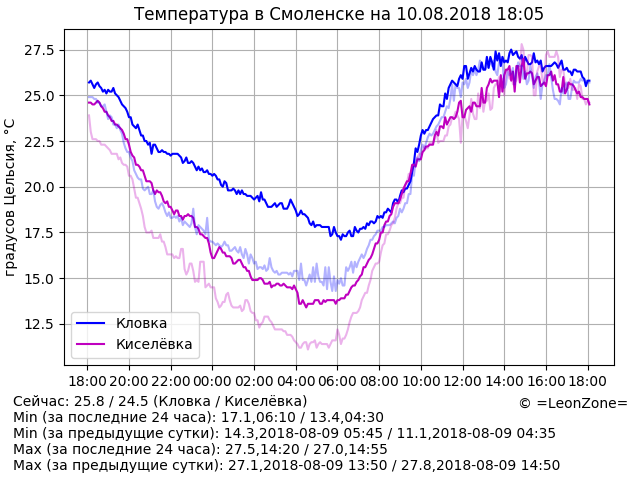 Температура в Смоленске на 10.08.2018 18:05
градусов Цельсия, °C
27.5
25.0
22.5
20.0
17.5
15.0
12.5
Кловка
Киселёвка
18:00 20:00 22:00 00:00 02:00 04:00 06:00 08:00 10:00 12:00 14:00 16:00 18:00
Сейчас: 25.8 / 24.5 (Кловка / Киселёвка)
© =LeonZone=
Min (за последние 24 часа): 17.1,06:10 / 13.4,04:30
Min (за предыдущие сутки): 14.3,2018-08-09 05:45 / 11.1,2018-08-09 04:35
Max (за последние 24 часа): 27.5,14:20 / 27.0,14:55
Max (за предыдущие сутки): 27.1,2018-08-09 13:50 / 27.8,2018-08-09 14:50